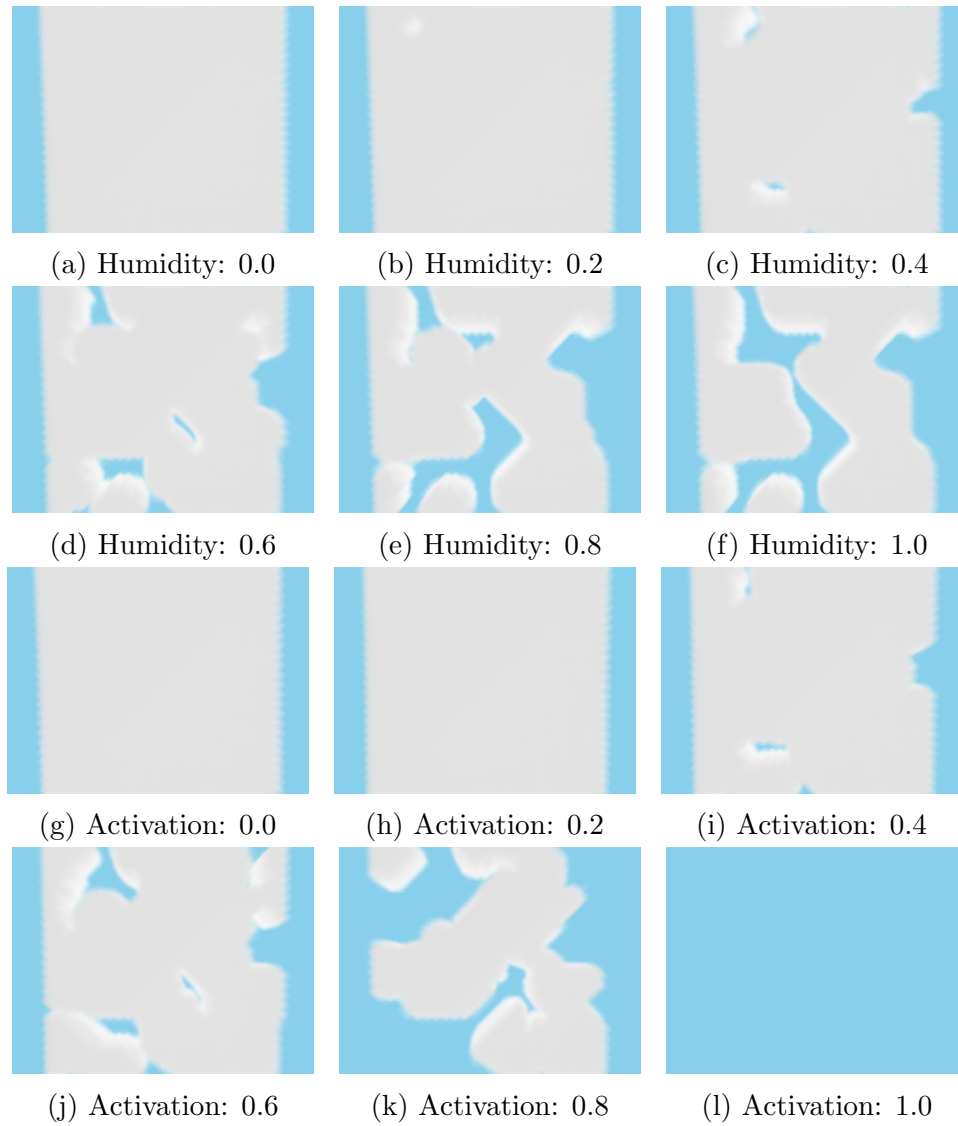 (a) Humidity: 0.0
(b) Humidity: 0.2
(c) Humidity: 0.4
(d) Humidity: 0.6
(e) Humidity: 0.8
(f) Humidity: 1.0
(g) Activation: 0.0
(h) Activation: 0.2
(i) Activation: 0.4
(j) Activation: 0.6
(k) Activation: 0.8
(l) Activation: 1.0